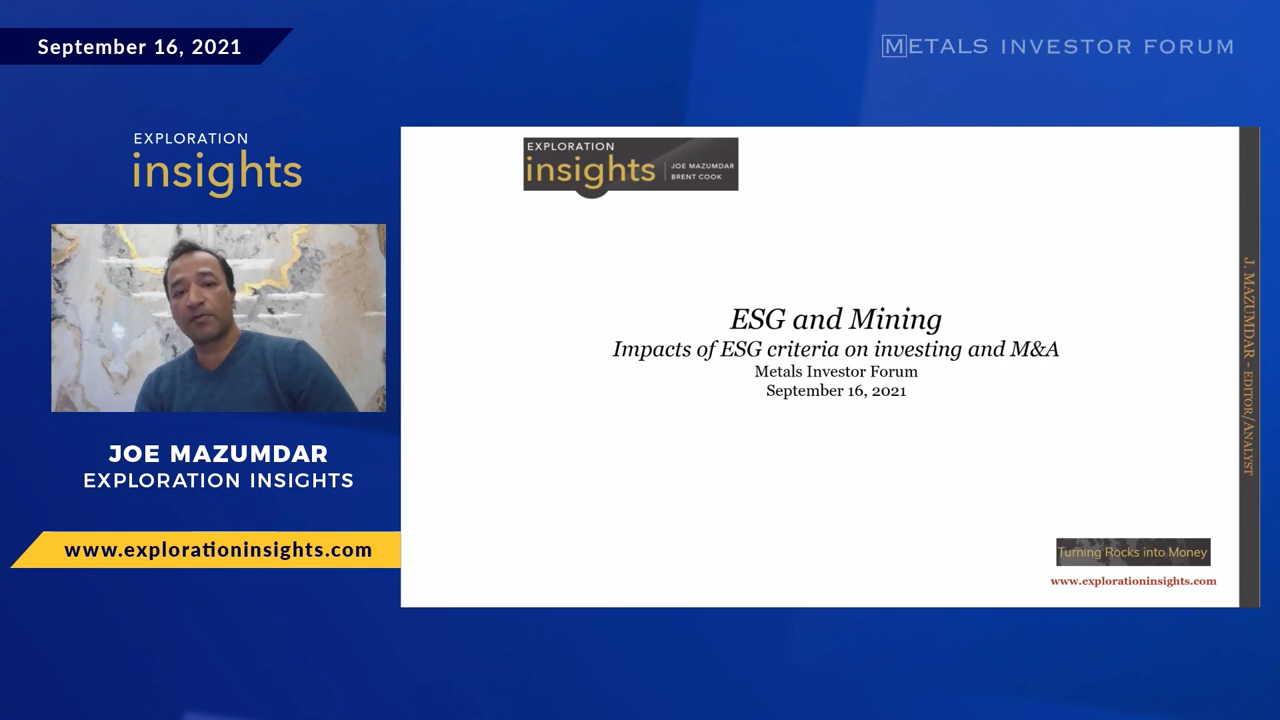 September 16, 2021
METALS INVESTOR FORUM
EXPLORATION
insights
JOE MAZUMDAR
EXPLORATION INSIGHTS
www.explorationinsights.com
EXPLORATION
insights
JOE MAZUMDAR
BRENT COOK
ESG and Mining
Impacts of ESG criteria on investing and M&A
Metals Investor Forum
September 16, 2021
J. MAZUMDAR - EDITOR/ANALYST
Turning Rocks into Money
www.explorationinsights.com